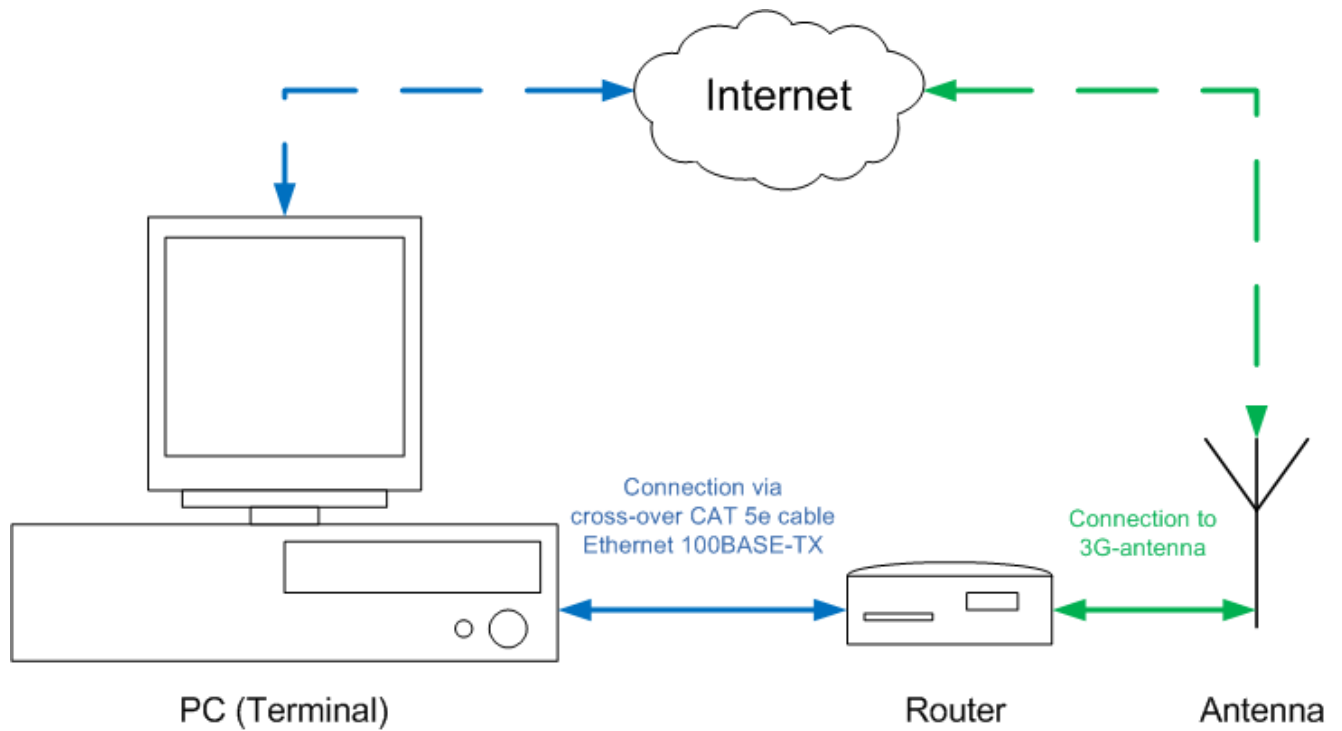 Internet
Connection via
cross-over CAT 5e cable
Ethernet 100BASE-TX
Connection to
3G-antenna
PC (Terminal)
Router
Antenna